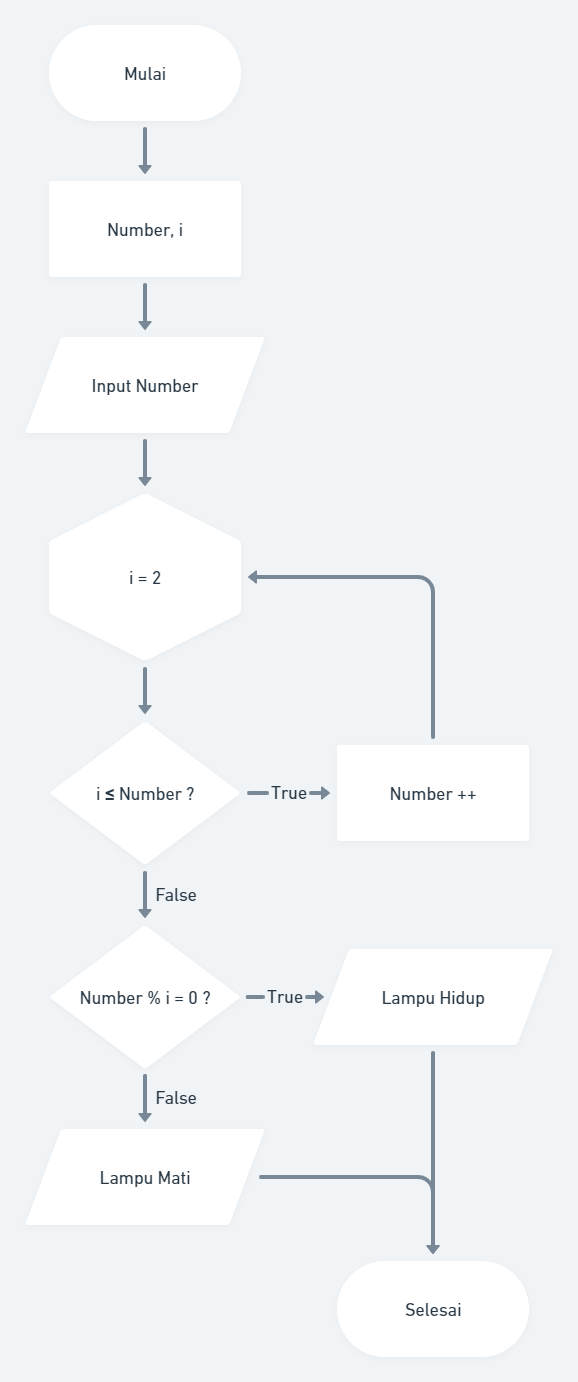 Mulai
Number, i
Input Number
i = 2
i ≤ Number ?
True
Number ++
False
Number % i = 0 ?
True
Lampu Hidup
False
Lampu Mati
Selesai